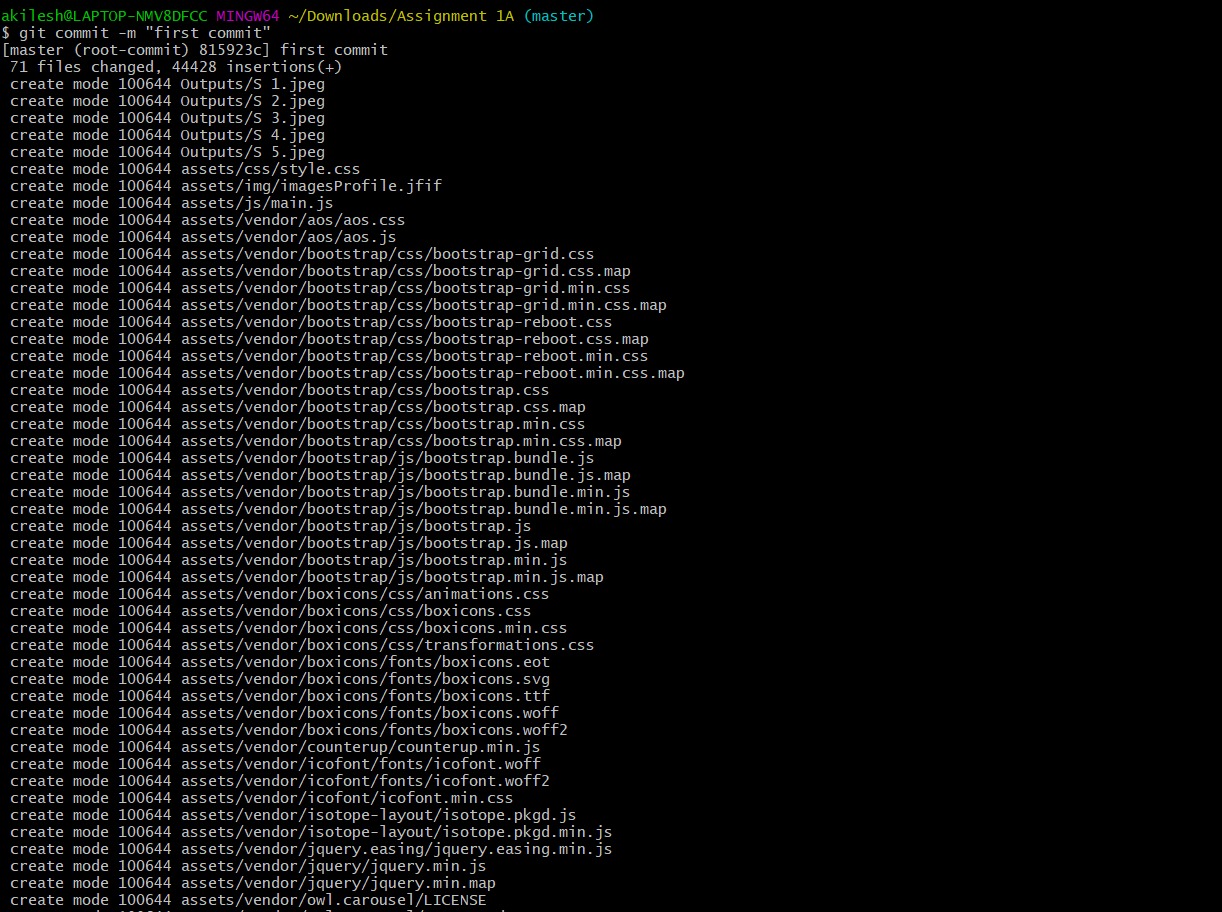 akilesh@LAPTOP-NMV8DFCC MINGW64 ~/Downloads/Assignment 1A (master)
$ git commit -m "first commit"
[master (root-commit) 815923c] first commit
 71 files changed, 44428 insertions(+)
 create mode 100644 Outputs/S 1.jpeg
 create mode 100644 Outputs/S 2.jpeg
 create mode 100644 Outputs/S 3.jpeg
 create mode 100644 Outputs/S 4.jpeg
 create mode 100644 Outputs/S 5.jpeg
 create mode 100644 assets/css/style.css
 create mode 100644 assets/img/imagesProfile.jfif
 create mode 100644 assets/js/main.js
 create mode 100644 assets/vendor/aos/aos.css
 create mode 100644 assets/vendor/aos/aos.js
 create mode 100644 assets/vendor/bootstrap/css/bootstrap-grid.css
 create mode 100644 assets/vendor/bootstrap/css/bootstrap-grid.css.map
 create mode 100644 assets/vendor/bootstrap/css/bootstrap-grid.min.css
 create mode 100644 assets/vendor/bootstrap/css/bootstrap-grid.min.css.map
 create mode 100644 assets/vendor/bootstrap/css/bootstrap-reboot.css
 create mode 100644 assets/vendor/bootstrap/css/bootstrap-reboot.css.map
 create mode 100644 assets/vendor/bootstrap/css/bootstrap-reboot.min.css
 create mode 100644 assets/vendor/bootstrap/css/bootstrap-reboot.min.css.map
 create mode 100644 assets/vendor/bootstrap/css/bootstrap.css
 create mode 100644 assets/vendor/bootstrap/css/bootstrap.css.map
 create mode 100644 assets/vendor/bootstrap/css/bootstrap.min.css
 create mode 100644 assets/vendor/bootstrap/css/bootstrap.min.css.map
 create mode 100644 assets/vendor/bootstrap/js/bootstrap.bundle.js
 create mode 100644 assets/vendor/bootstrap/js/bootstrap.bundle.js.map
 create mode 100644 assets/vendor/bootstrap/js/bootstrap.bundle.min.js
 create mode 100644 assets/vendor/bootstrap/js/bootstrap.bundle.min.js.map
 create mode 100644 assets/vendor/bootstrap/js/bootstrap.js
 create mode 100644 assets/vendor/bootstrap/js/bootstrap.js.map
 create mode 100644 assets/vendor/bootstrap/js/bootstrap.min.js
 create mode 100644 assets/vendor/bootstrap/js/bootstrap.min.js.map
 create mode 100644 assets/vendor/boxicons/css/animations.css
 create mode 100644 assets/vendor/boxicons/css/boxicons.css
 create mode 100644 assets/vendor/boxicons/css/boxicons.min.css
 create mode 100644 assets/vendor/boxicons/css/transformations.css
 create mode 100644 assets/vendor/boxicons/fonts/boxicons.eot
 create mode 100644 assets/vendor/boxicons/fonts/boxicons.svg
 create mode 100644 assets/vendor/boxicons/fonts/boxicons.ttf
 create mode 100644 assets/vendor/boxicons/fonts/boxicons.woff
 create mode 100644 assets/vendor/boxicons/fonts/boxicons.woff2
 create mode 100644 assets/vendor/counterup/counterup.min.js
 create mode 100644 assets/vendor/icofont/fonts/icofont.woff
 create mode 100644 assets/vendor/icofont/fonts/icofont.woff2
 create mode 100644 assets/vendor/icofont/icofont.min.css
 create mode 100644 assets/vendor/isotope-layout/isotope.pkgd.js
 create mode 100644 assets/vendor/isotope-layout/isotope.pkgd.min.js
 create mode 100644 assets/vendor/jquery.easing/jquery.easing.min.js
 create mode 100644 assets/vendor/jquery/jquery.min.js
 create mode 100644 assets/vendor/jquery/jquery.min.map
 create mode 100644 assets/vendor/owl.carousel/LICENSE